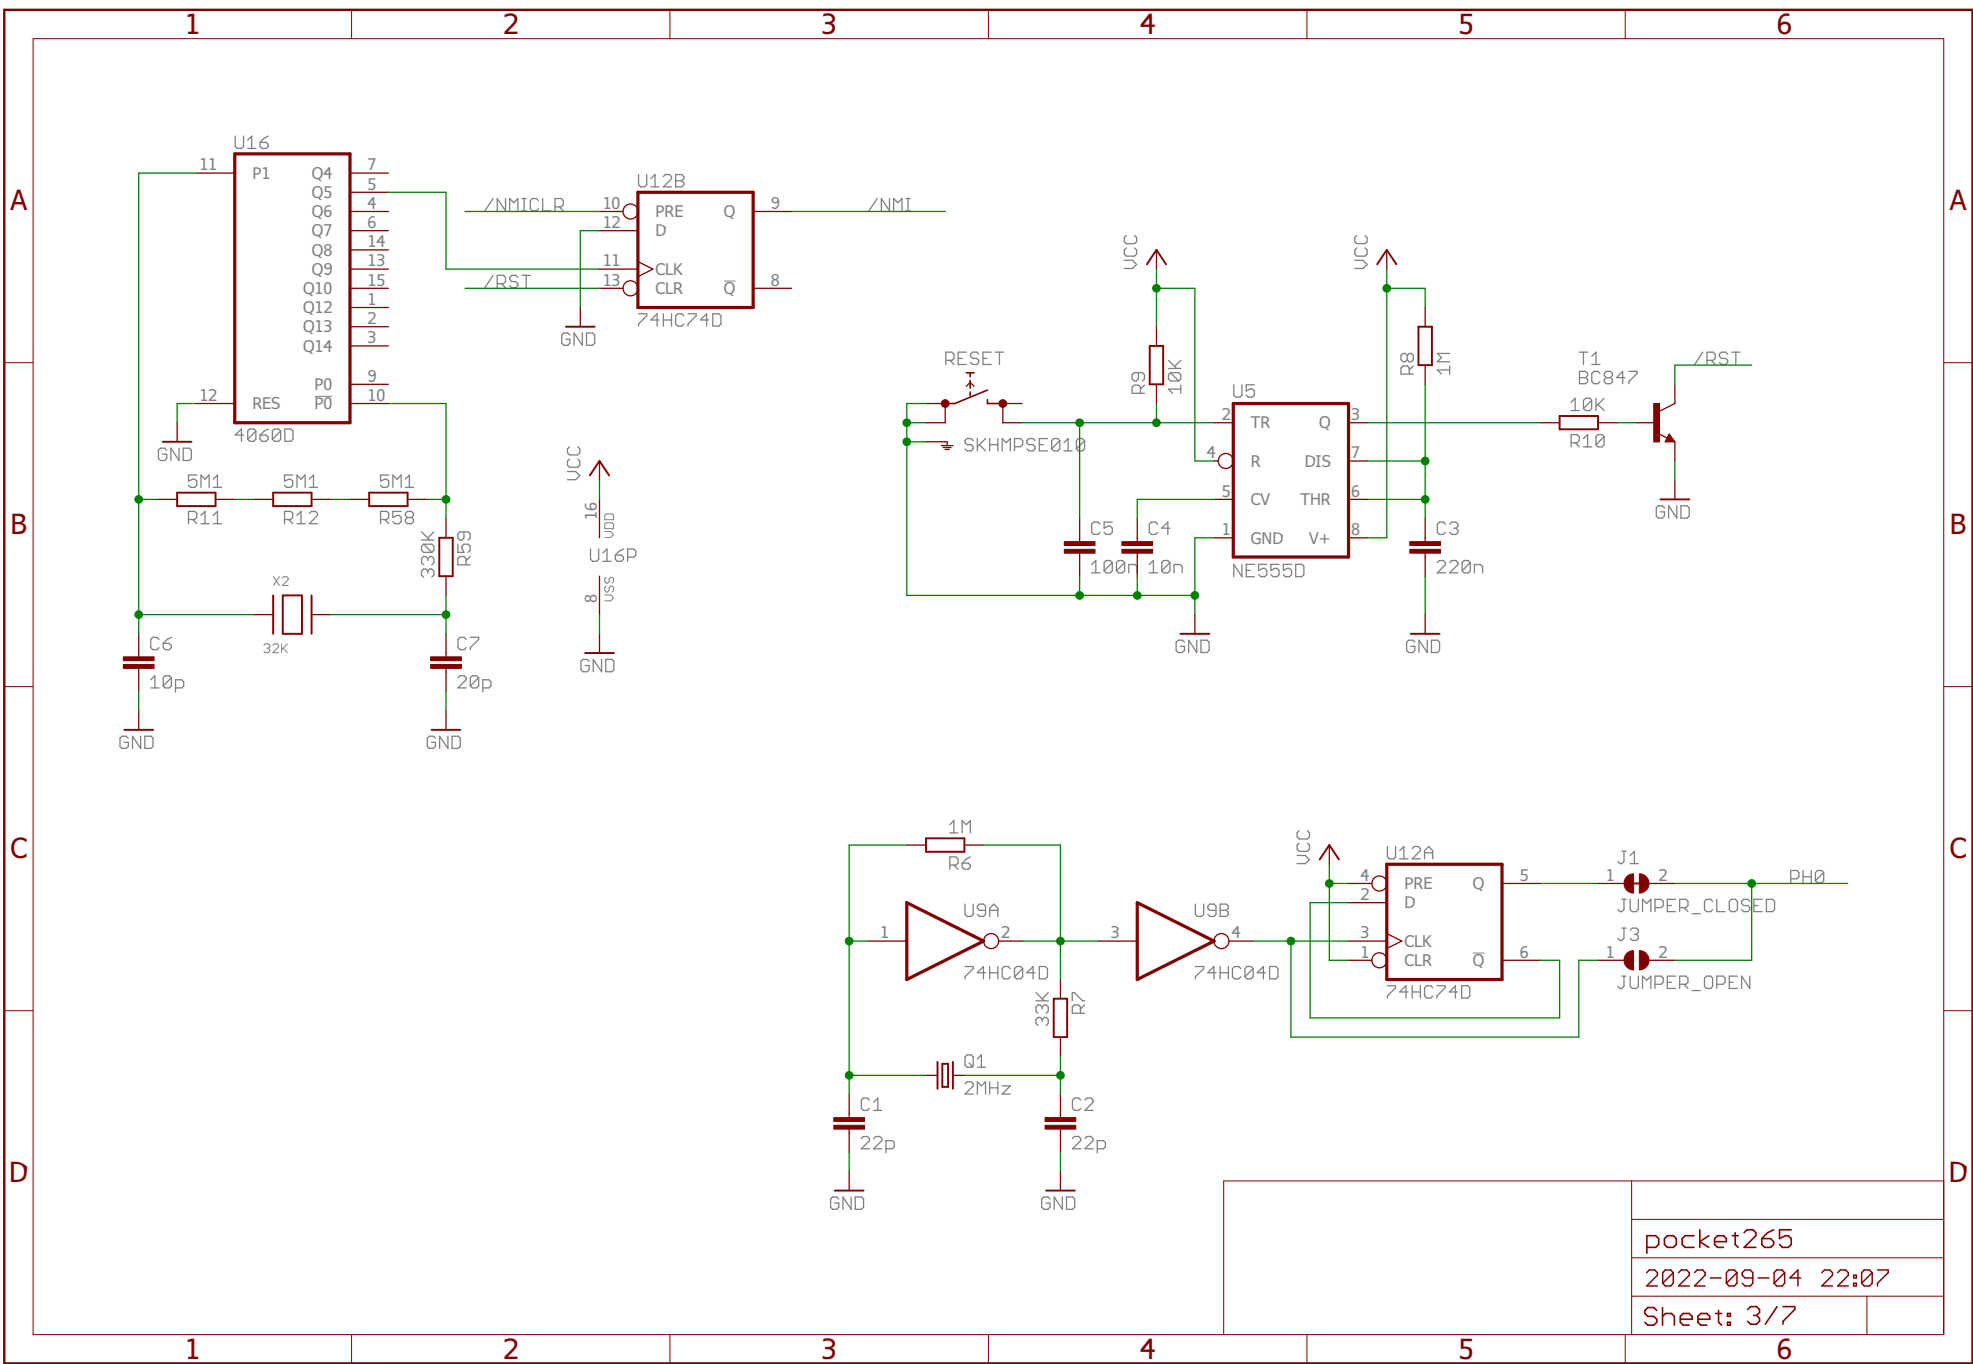 1 2 3 4 5 6
A A
B B
C C
D D
U16
11 P1
Q4 7
Q5 5
Q6 4
Q7 6
Q8 14
Q9 13
Q10 15
Q12 1
Q13 2
Q14 3
P0 9
12 RES P0 10
4060D
GND
5M1 5M1 5M1
R11 R12 R58
330K R59
X2
32K
C6
10p
C7
20p
GND
GND
U12B
/NMICLR 10 PRE Q 9 /NMI
12 D
11 CLK
/RST 13 CLR Q 8
74HC74D
GND
VCC
16 VDD
U16P
8 VSS
GND
RESET
SKHMPSE010
VCC
R9 10K
C5
100n
C4
10n
GND
U5
2 TR Q 3
4 R DIS 7
5 CV THR 6
1 GND V+ 8
NE555D
VCC
R8 1M
C3
220n
GND
10K
R10
T1
BC847
/RST
GND
1M
R6
1 U9A 2
74HC04D
33K R7
Q1
2MHz
C1
22p
C2
22p
GND
GND
3 U9B 4
74HC04D
VCC
U12A
4 PRE Q 5
2 D
3 CLK
1 CLR Q 6
74HC74D
J1
1 2
JUMPER_CLOSED
J3
1 2
JUMPER_OPEN
PH0
pocket265
2022-09-04 22:07
Sheet: 3/7
1 2 3 4 5 6